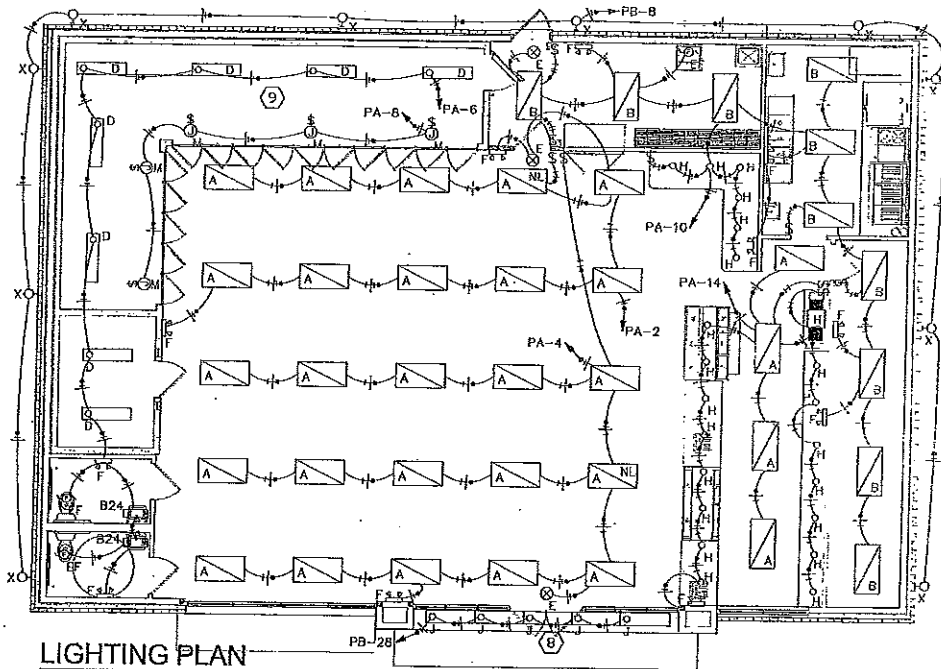 X X X PB-8 X
X X
D D D D
9
PA-6
PA-8
$ $ $
J J J
M M M
F
E
S
F
B B B
B
B
D
$ M
F
E
NL
S S
A A A A A
S H H
H
H
H
F
PA-10
F
B
S
D
$ M
X
A A A A A
PA-2
F
A
PA-14
B
H
F
X
PA-4
A A A A A
H
H
H
A
H
F
B
D
D
F
A A A A A NL
H
H
H
A
H
H
B
B24
F
B24
BF
F
X
A A A A A
F
E
H
H
A
H
H
B
X
PB-28
J J J J J
8
LIGHTING PLAN